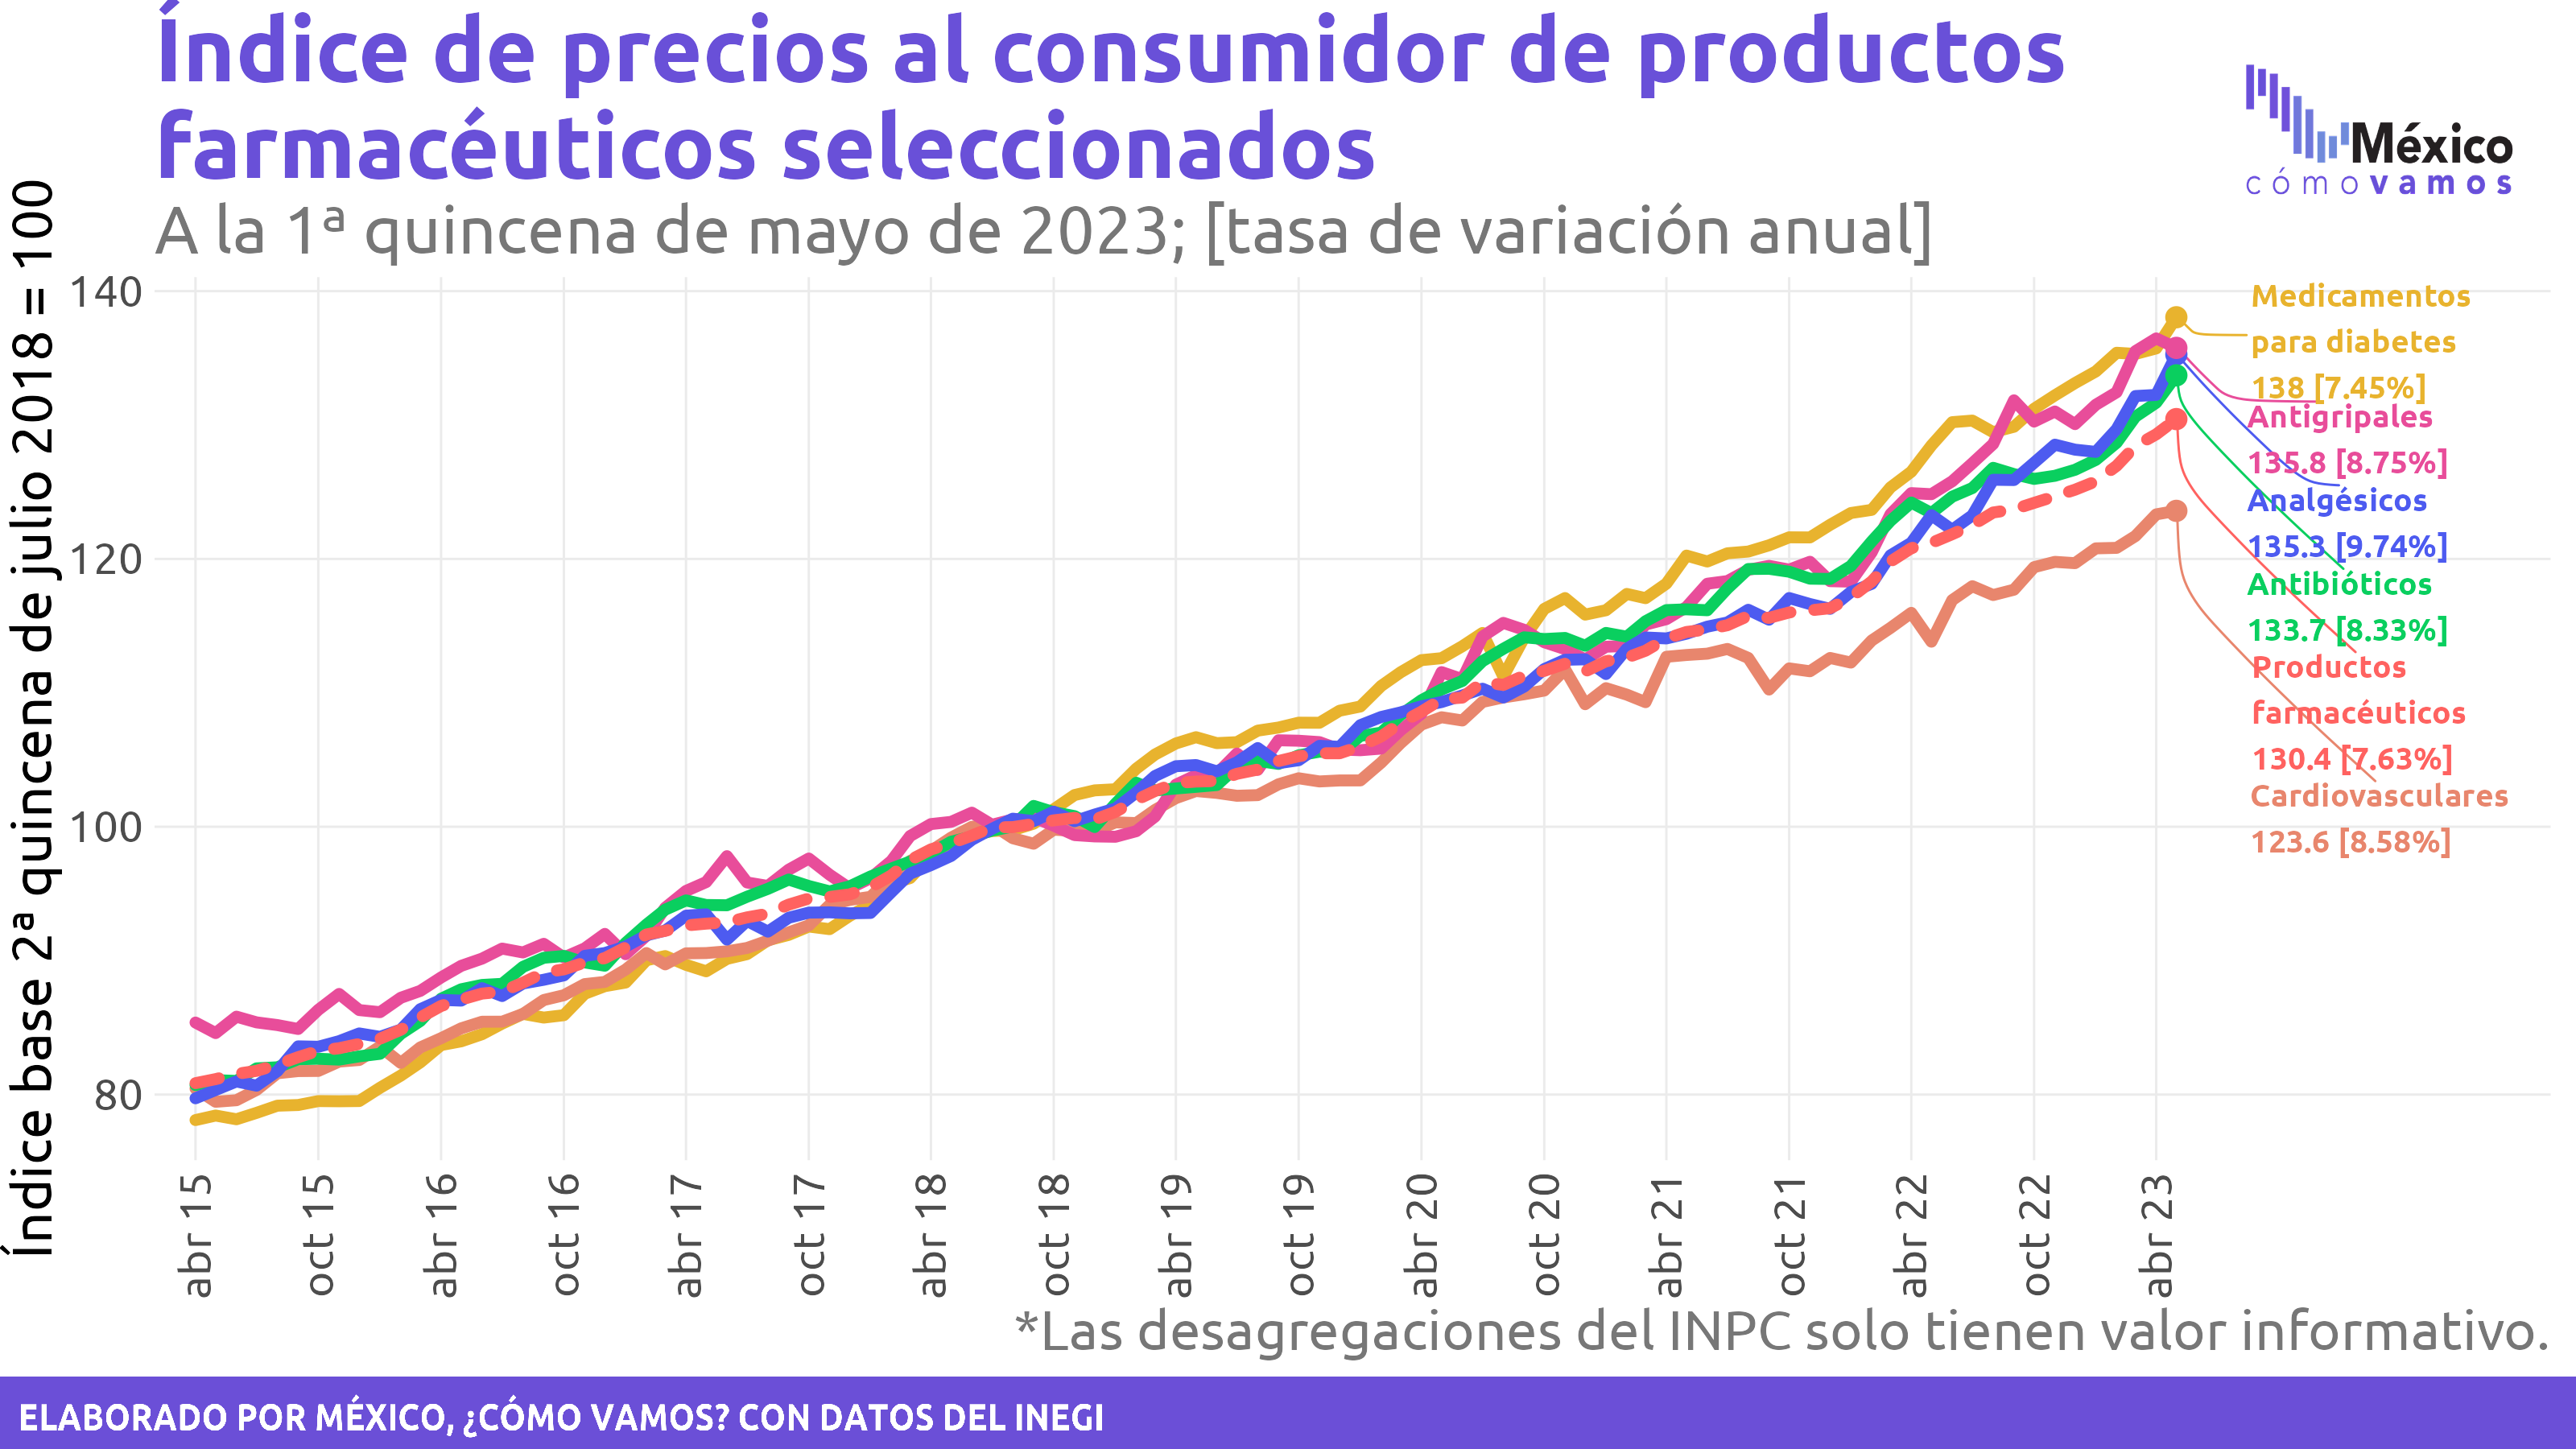 Índice de precios al consumidor de productos
farmacéuticos seleccionados
A la 1ª quincena de mayo de 2023; [tasa de variación anual]
México
cómo vamos
Índice base 2ª quincena de julio 2018 = 100
140
120
100
80
Medicamentos
para diabetes
138 [7.45%]
Antigripales
135.8 [8.75%]
Analgésicos
135.3 [9.74%]
Antibióticos
133.7 [8.33%]
Productos
farmacéuticos
130.4 [7.63%]
Cardiovasculares
123.6 [8.58%]
abr 15
oct 15
abr 16
oct 16
abr 17
oct 17
abr 18
oct 18
abr 19
oct 19
abr 20
oct 20
abr 21
oct 21
abr 22
oct 22
abr 23
*Las desagregaciones del INPC solo tienen valor informativo.
ELABORADO POR MÉXICO, ¿CÓMO VAMOS? CON DATOS DEL INEGI